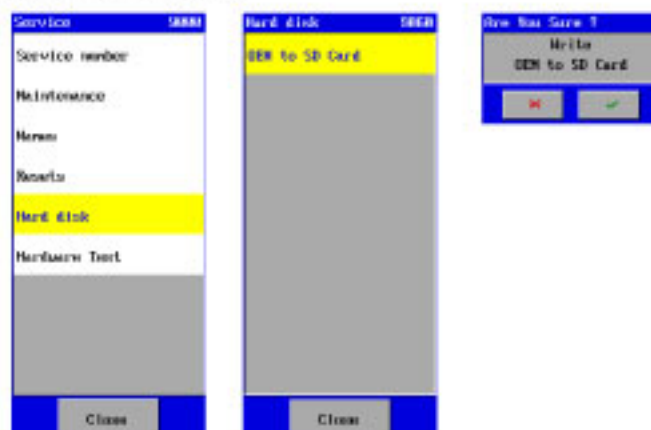 Service
Service number
Maintenance
Resets
Hard disk
Hardware Test
Close
Hard disk
OEM to SD Card
Close
Are You Sure ?
Write
OEM to SD Card